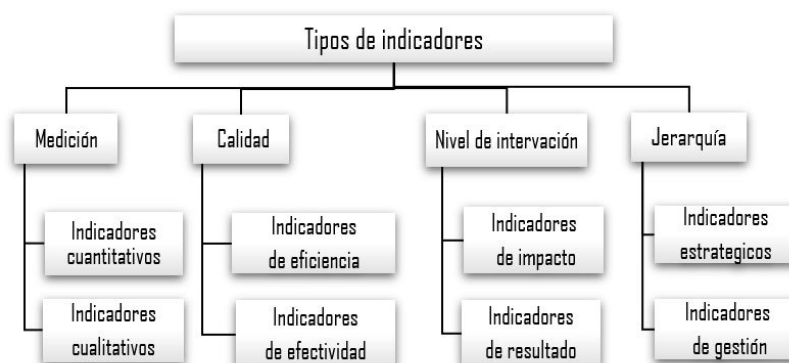 Tipos de indicadores
Medición
Calidad
Nivel de intervación
Jerarquía
Indicadores
cuantitativos
Indicadores
cualitativos
Indicadores
de eficiencia
Indicadores
de efectividad
Indicadores
de impacto
Indicadores
de resultado
Indicadores
estrategicos
Indicadores
de gestión